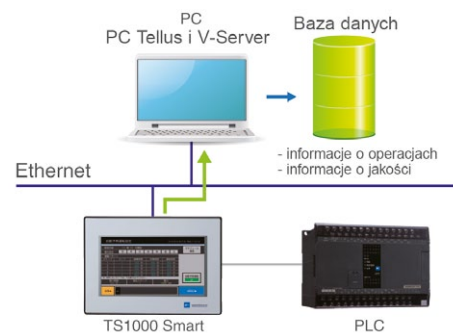 PC
PC Tellus i V-Server
Baza danych
- informacje o operacjach
- informacje o jakości
Ethernet
TS1000 Smart
PLC